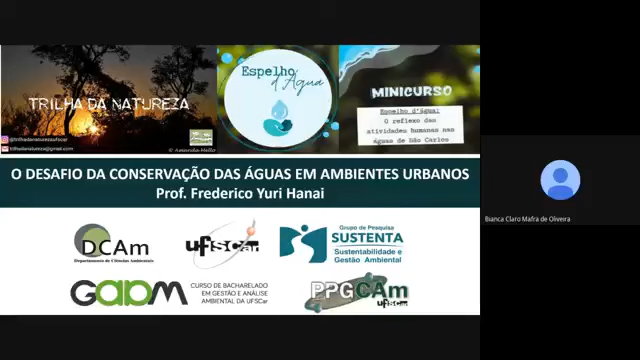 TRILHA DA NATUREZA
@trilhadanaturezaufscar
trilhadanatureza@gmail.com
© Amanda Mello
Espelho
d'Água
MINICURSO
Espelho d'Água:
O reflexo das
atividades humanas nas
águas de São Carlos
O DESAFIO DA CONSERVAÇÃO DAS ÁGUAS EM AMBIENTES URBANOS
Prof. Frederico Yuri Hanai
DCAm
Departamento de Ciências Ambientais
ufscar
Grupo de Pesquisa
SUSTENTA
Sustentabilidade e
Gestão Ambiental
GAAM
CURSO DE BACHARELADO
EM GESTÃO E ANÁLISE
AMBIENTAL DA UFSCar
PPGCAm
ufscar
Bianca Claro Mafra de Oliveira